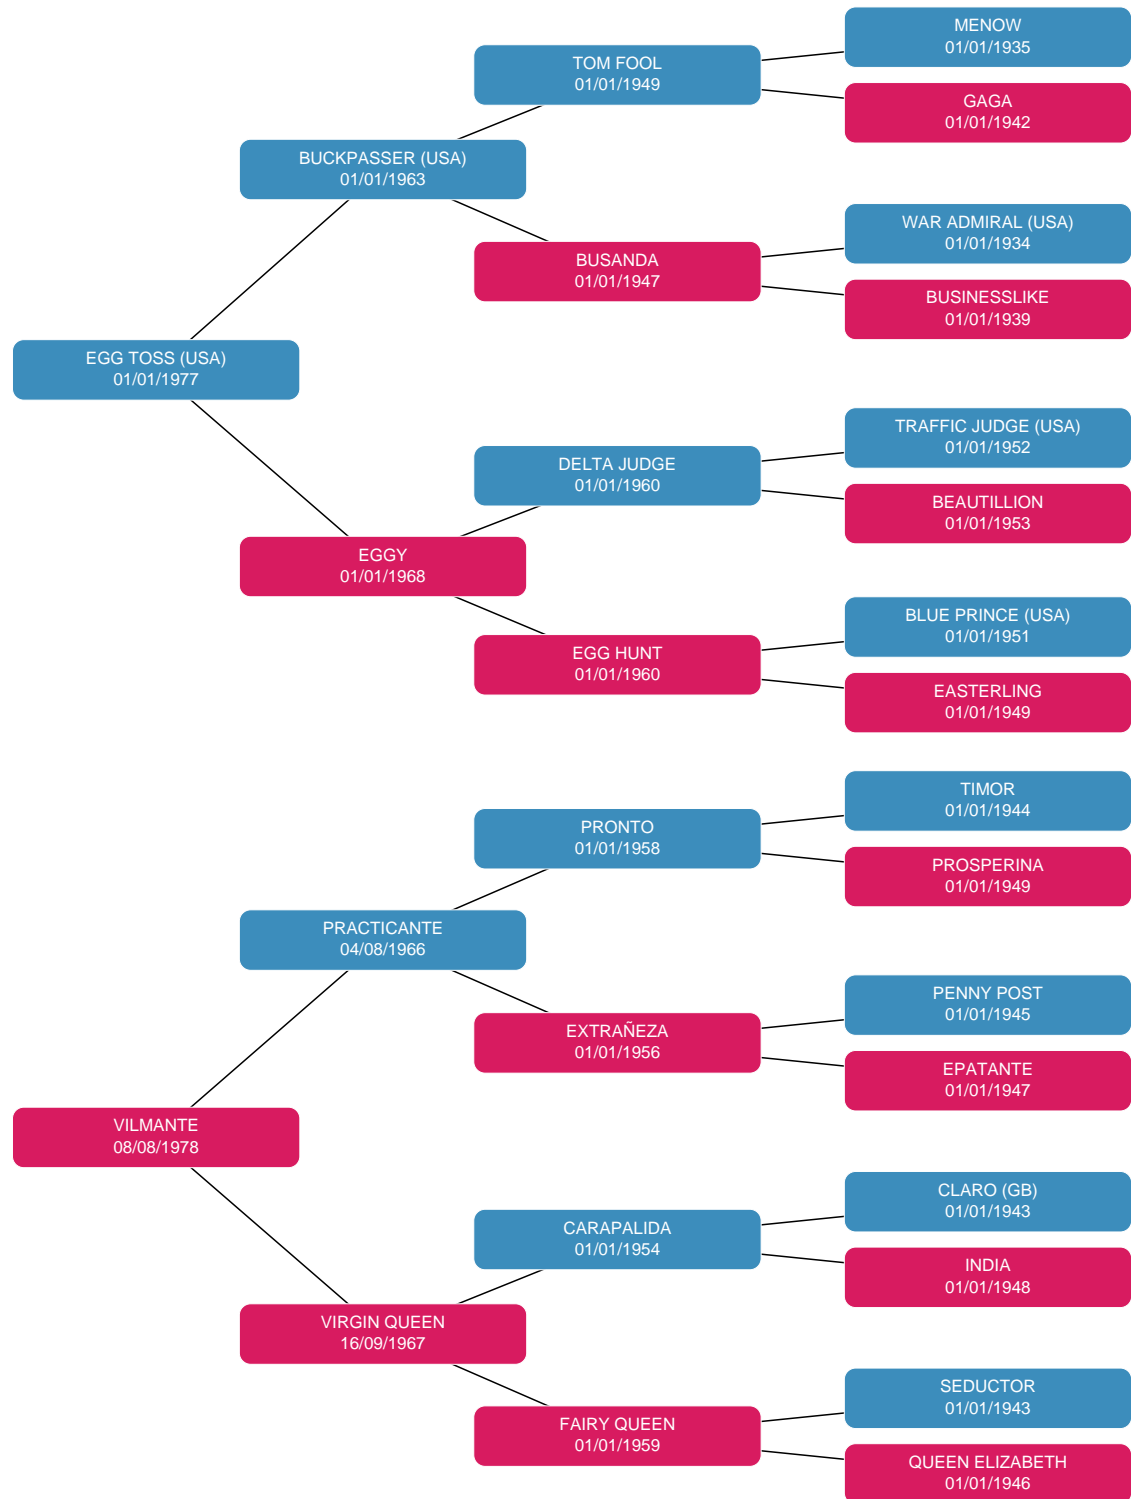 MENOW
01/01/1935
TOM FOOL
01/01/1949
GAGA
01/01/1942
BUCKPASSER (USA)
01/01/1963
WAR ADMIRAL (USA)
01/01/1934
BUSANDA
01/01/1947
BUSINESSLIKE
01/01/1939
EGG TOSS (USA)
01/01/1977
TRAFFIC JUDGE (USA)
01/01/1952
DELTA JUDGE
01/01/1960
BEAUTILLION
01/01/1953
EGGY
01/01/1968
BLUE PRINCE (USA)
01/01/1951
EGG HUNT
01/01/1960
EASTERLING
01/01/1949
TIMOR
01/01/1944
PRONTO
01/01/1958
PROSPERINA
01/01/1949
PRACTICANTE
04/08/1966
PENNY POST
01/01/1945
EXTRAÑEZA
01/01/1956
EPATANTE
01/01/1947
VILMANTE
08/08/1978
CLARO (GB)
01/01/1943
CARAPALIDA
01/01/1954
INDIA
01/01/1948
VIRGIN QUEEN
16/09/1967
SEDUCTOR
01/01/1943
FAIRY QUEEN
01/01/1959
QUEEN ELIZABETH
01/01/1946